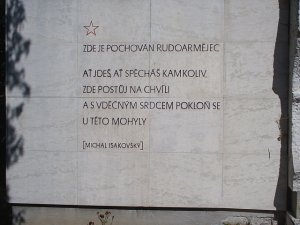 ZDE JE POCHOVÁN RUDOARMĚJEC
AŤ JDEŠ, AŤ SPĚCHÁŠ KAMKOLIV,
ZDE POSTŮJ NA CHVÍLI
A S VDĚČNÝM SRDCEM POKLOŇ SE
U TÉTO MOHYLY
[MICHAL ISAKOVSKÝ]